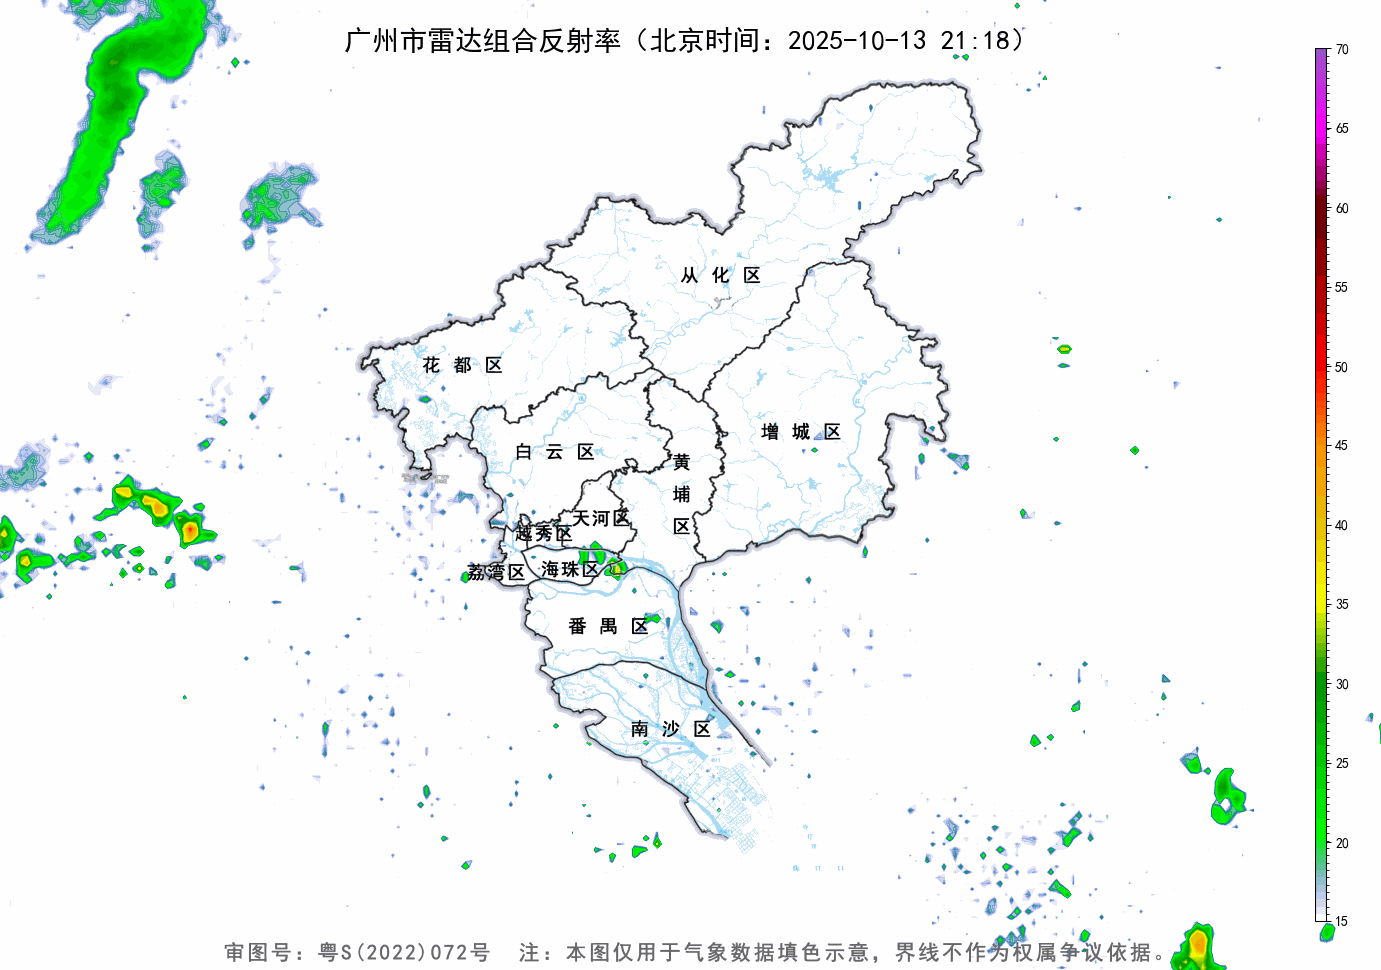 广州市雷达组合反射率（北京时间：2025-10-13 21:18）
70
65
60
55
50
45
40
35
30
25
20
15
从化区
花都区
增城区
白云区
黄埔区
天河区
越秀区
荔湾区
海珠区
番禺区
南沙区
审图号：粤S(2022)072号 注：本图仅用于气象数据填色示意，界线不作为权属争议依据。